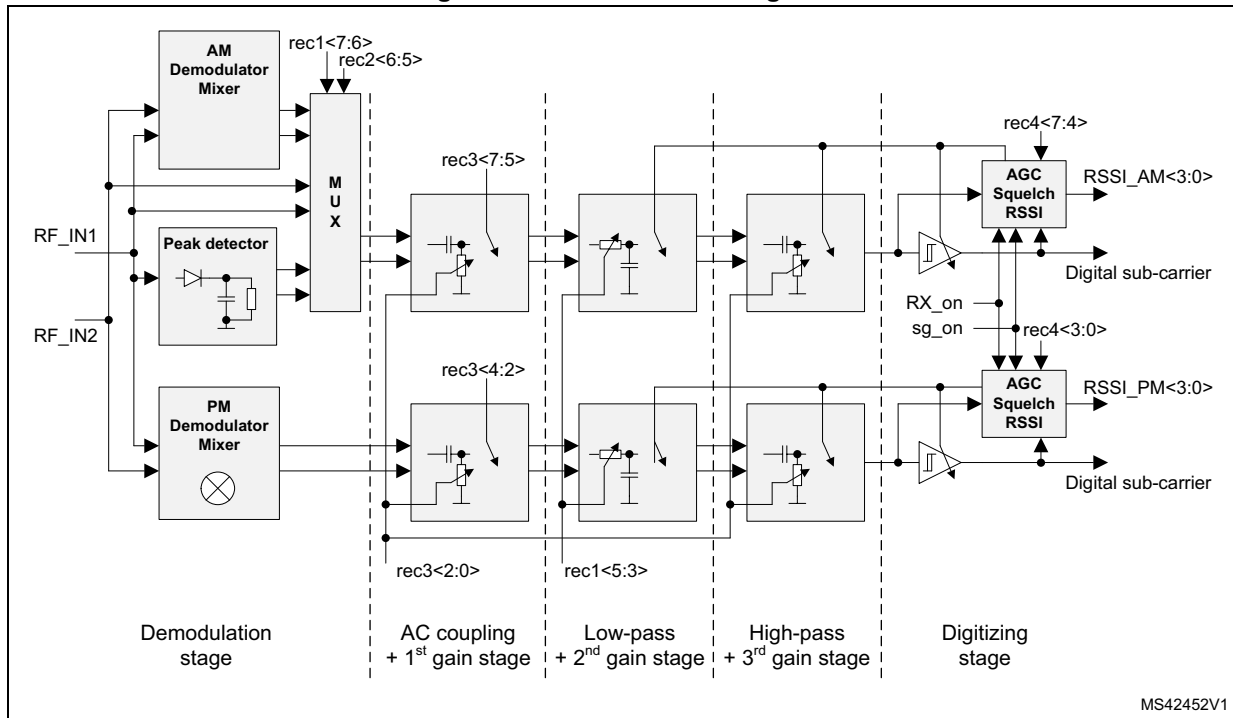 rec1<7:6>
rec2<6:5>
AM
Demodulator
Mixer
M
U
X
rec3<7:5>
rec4<7:4>
AGC
Squelch
RSSI
RSSI_AM<3:0>
RF_IN1
Peak detector
Digital sub-carrier
RX_on
RF_IN2
sg_on
rec4<3:0>
rec3<4:2>
AGC
Squelch
RSSI
RSSI_PM<3:0>
PM
Demodulator
Mixer
Digital sub-carrier
rec3<2:0>
rec1<5:3>
Demodulation
stage
AC coupling
+ 1st gain stage
Low-pass
+ 2nd gain stage
High-pass
+ 3rd gain stage
Digitizing
stage
MS42452V1